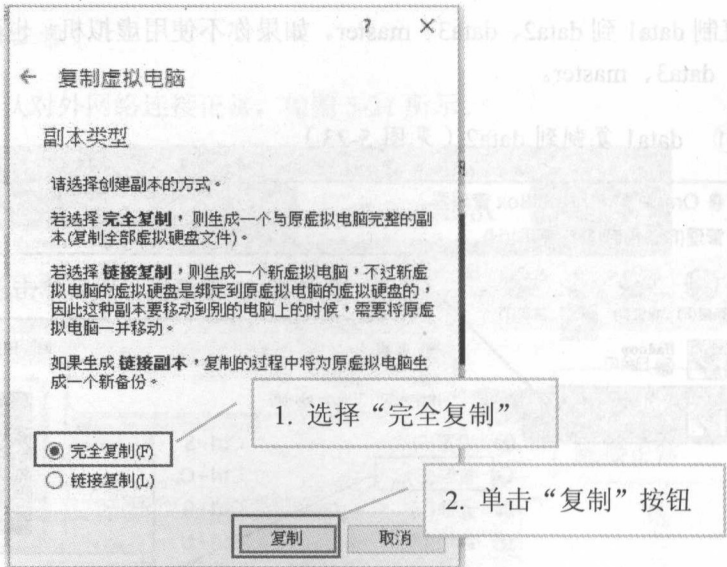 ? ×
← 复制虚拟电脑
副本类型
请选择创建副本的方式。
若选择 完全复制，则生成一个与原虚拟电脑完整的副
本(复制全部虚拟硬盘文件)。
若选择 链接复制，则生成一个新虚拟电脑，不过新虚
拟电脑的虚拟硬盘是绑定到原虚拟电脑的虚拟硬盘的，
因此这种副本要移动到别的电脑上的时候，需要将原虚
拟电脑一并移动。
如果生成 链接副本，复制的过程中将为原虚拟电脑生
成一个新备份。
1. 选择“完全复制”
完全复制(F)
链接复制(L)
2. 单击“复制”按钮
复制
取消